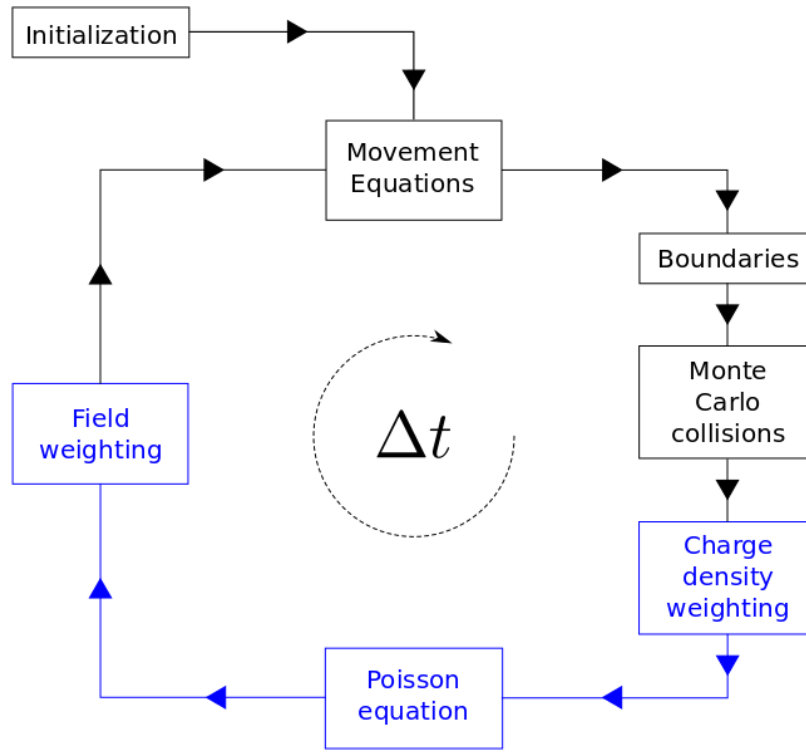 Initialization
Movement
Equations
Boundaries
Monte
Carlo
collisions
Field
weighting
Δt
Charge
density
weighting
Poisson
equation